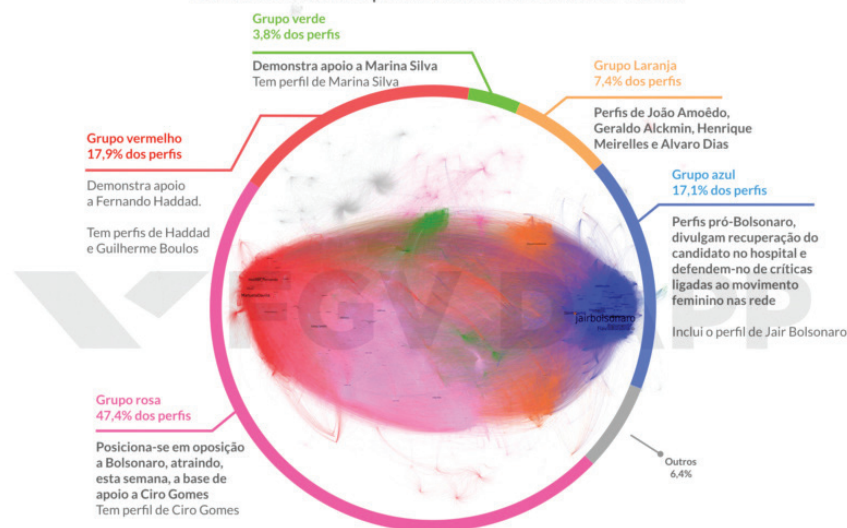 Grupo verde
3,8% dos perfis
Demonstra apoio a Marina Silva
Tem perfil de Marina Silva
Grupo Laranja
7,4% dos perfis
Perfis de João Amoêdo,
Geraldo Alckmin, Henrique
Meirelles e Alvaro Dias
Grupo vermelho
17,9% dos perfis
Demonstra apoio
a Fernando Haddad.
Tem perfis de Haddad
e Guilherme Boulos
Grupo azul
17,1% dos perfis
Perfis pró-Bolsonaro,
divulgam recuperação do
candidato no hospital e
defendem-no de críticas
ligadas ao movimento
feminino nas rede
Inclui o perfil de Jair Bolsonaro
jairbolsonaro
FGV DAPP
Grupo rosa
47,4% dos perfis
Posiciona-se em oposição
a Bolsonaro, atraindo,
esta semana, a base de
apoio a Ciro Gomes
Tem perfil de Ciro Gomes
Outros
6,4%